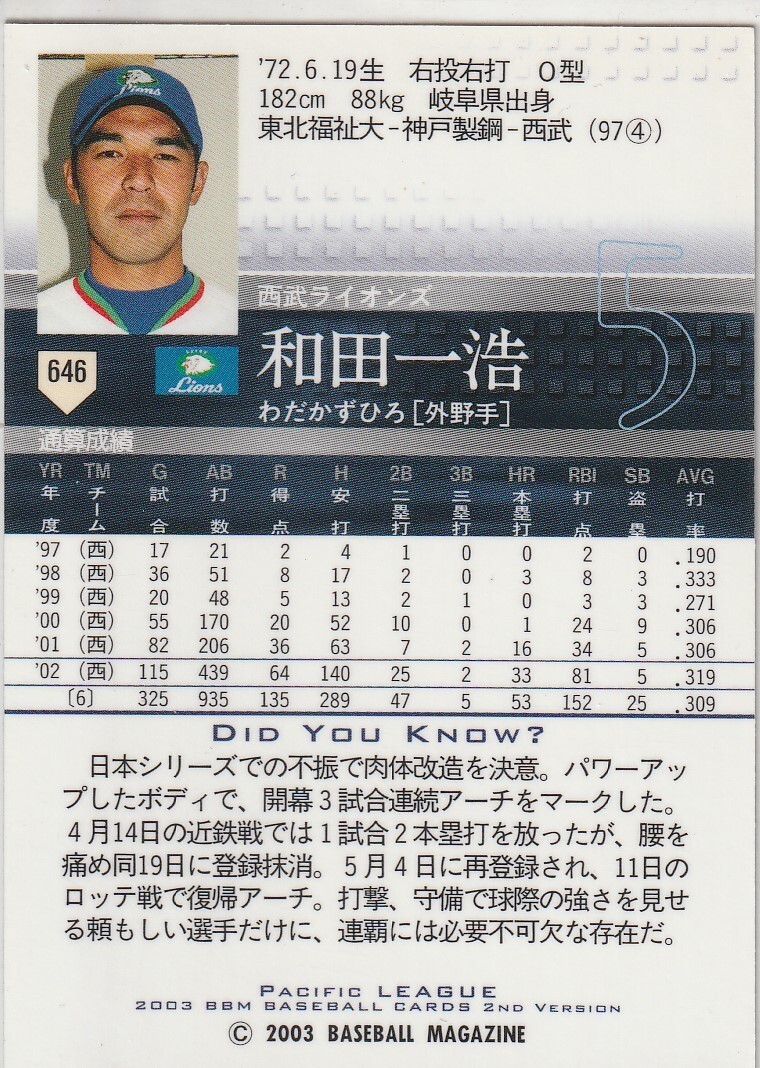 Lions
'72.6.19生 右投右打 O型
182cm 88kg 岐阜県出身
東北福祉大-神戸製鋼-西武 (97④)
5
西武ライオンズ
646
Lions
和田一浩
わだかずひろ[外野手]
通算成績
YR TM G AB R H 2B 3B HR RBI SB AVG
年度 チーム 試合 打数 得点 安打 二塁打 三塁打 本塁打 打点 盗塁 打率
'97 (西) 17 21 2 4 1 0 0 2 0 .190
'98 (西) 36 51 8 17 2 0 3 8 3 .333
'99 (西) 20 48 5 13 2 1 0 3 3 .271
'00 (西) 55 170 20 52 10 0 1 24 9 .306
'01 (西) 82 206 36 63 7 2 16 34 5 .306
'02 (西) 115 439 64 140 25 2 33 81 5 .319
〔6〕 325 935 135 289 47 5 53 152 25 .309
DID YOU KNOW?
日本シリーズでの不振で肉体改造を決意。パワーアッ
プしたボディで、開幕3試合連続アーチをマークした。
4月14日の近鉄戦では1試合2本塁打を放ったが、腰を
痛め同19日に登録抹消。5月4日に再登録され、11日の
ロッテ戦で復帰アーチ。打撃、守備で球際の強さを見せ
る頼もしい選手だけに、連覇には必要不可欠な存在だ。
PACIFIC LEAGUE
2003 BBM BASEBALL CARDS 2ND VERSION
© 2003 BASEBALL MAGAZINE